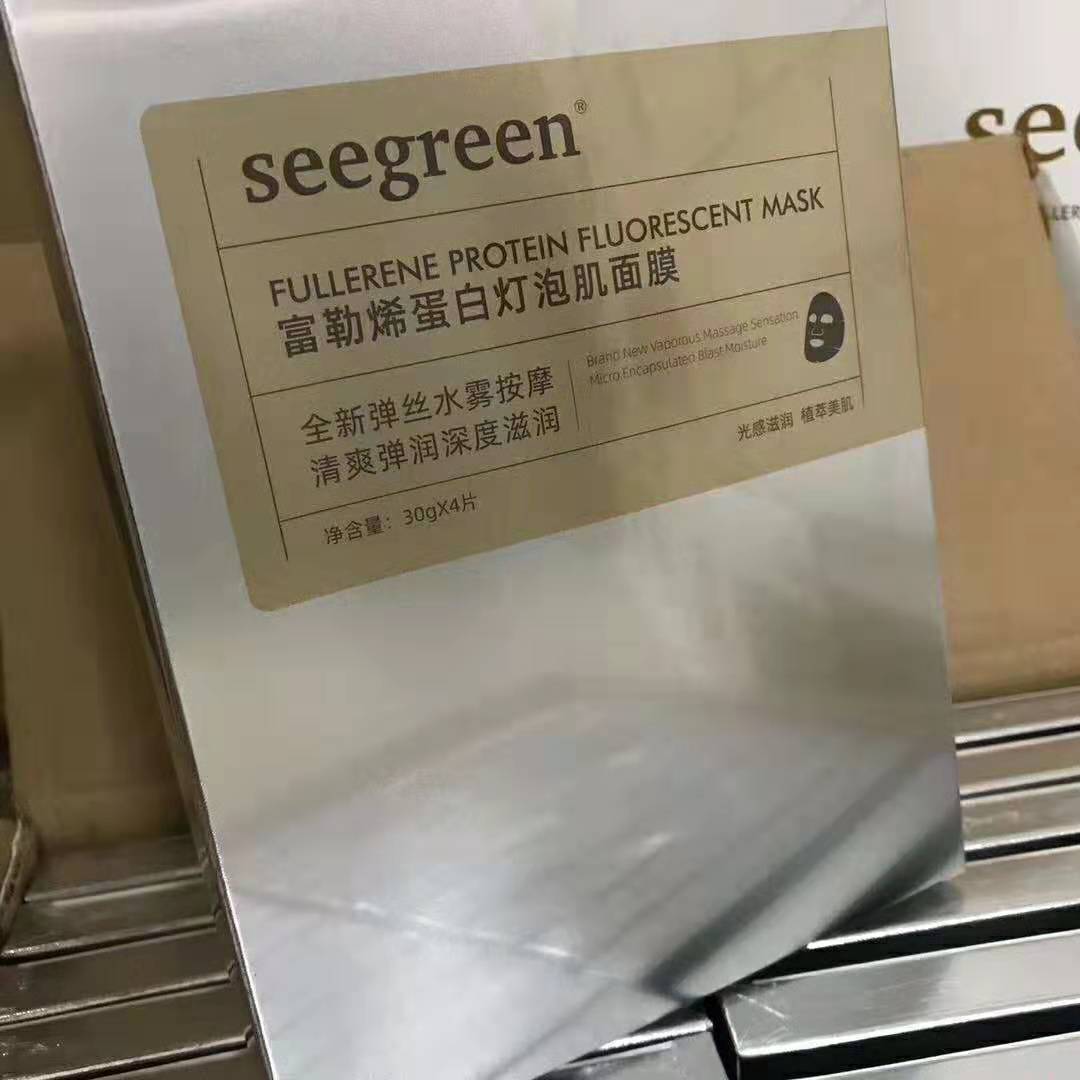 seegreen®
FULLERENE PROTEIN FLUORESCENT MASK
富勒烯蛋白灯泡肌面膜
全新弹丝水雾按摩
清爽弹润深度滋润
Brand New Vaporous Massage Sensation
Micro Encapsulated Blast Moisture
光感滋润 植萃美肌
净含量：30gX4片
see
LLER